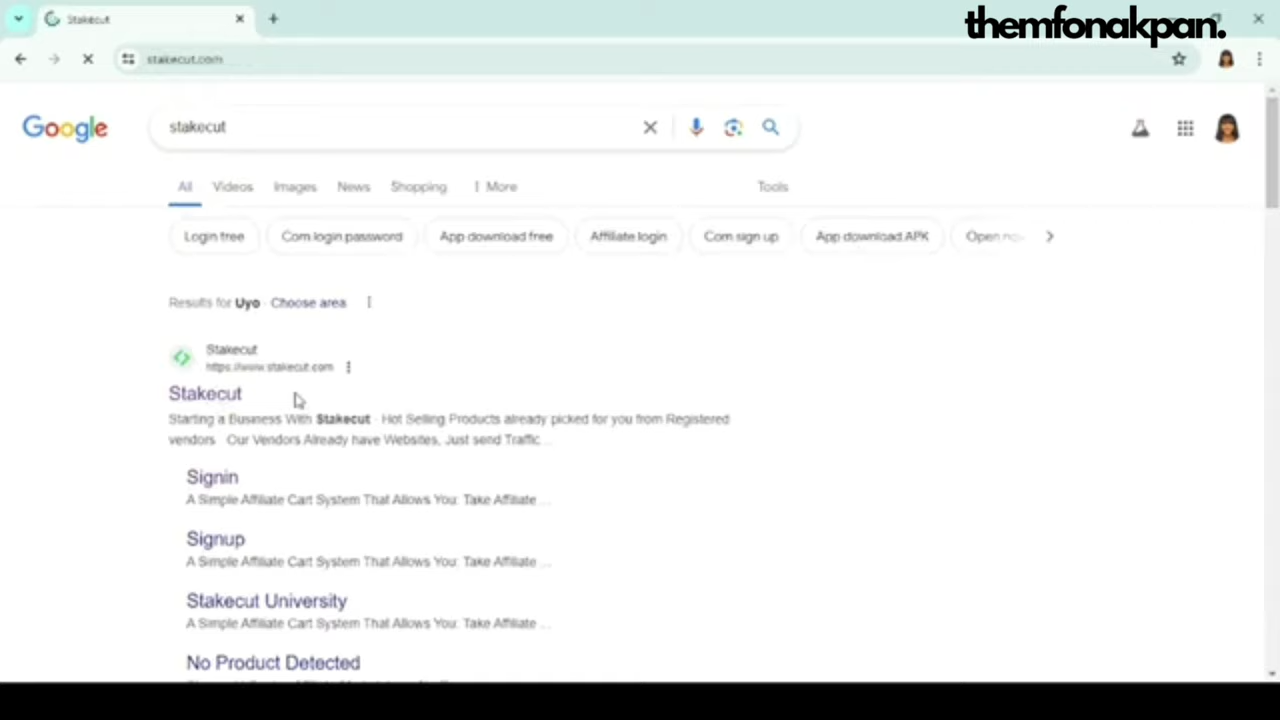 Stakecut
themfonakpan.
stakecut.com
Google
stakecut
All Videos Images News Shopping More Tools
Login tree Com login password App download free Affiliate login Com sign up App download APK Open
Results for Uyo · Choose area
Stakecut
https://www.stakecut.com
Stakecut
Starting a Business With Stakecut · Hot Selling Products already picked for you from Registered
vendors · Our Vendors Already have Websites, Just send Traffic...
Signin
A Simple Affiliate Cart System That Allows You: Take Affiliate ...
Signup
A Simple Affiliate Cart System That Allows You: Take Affiliate ...
Stakecut University
A Simple Affiliate Cart System That Allows You: Take Affiliate ...
No Product Detected